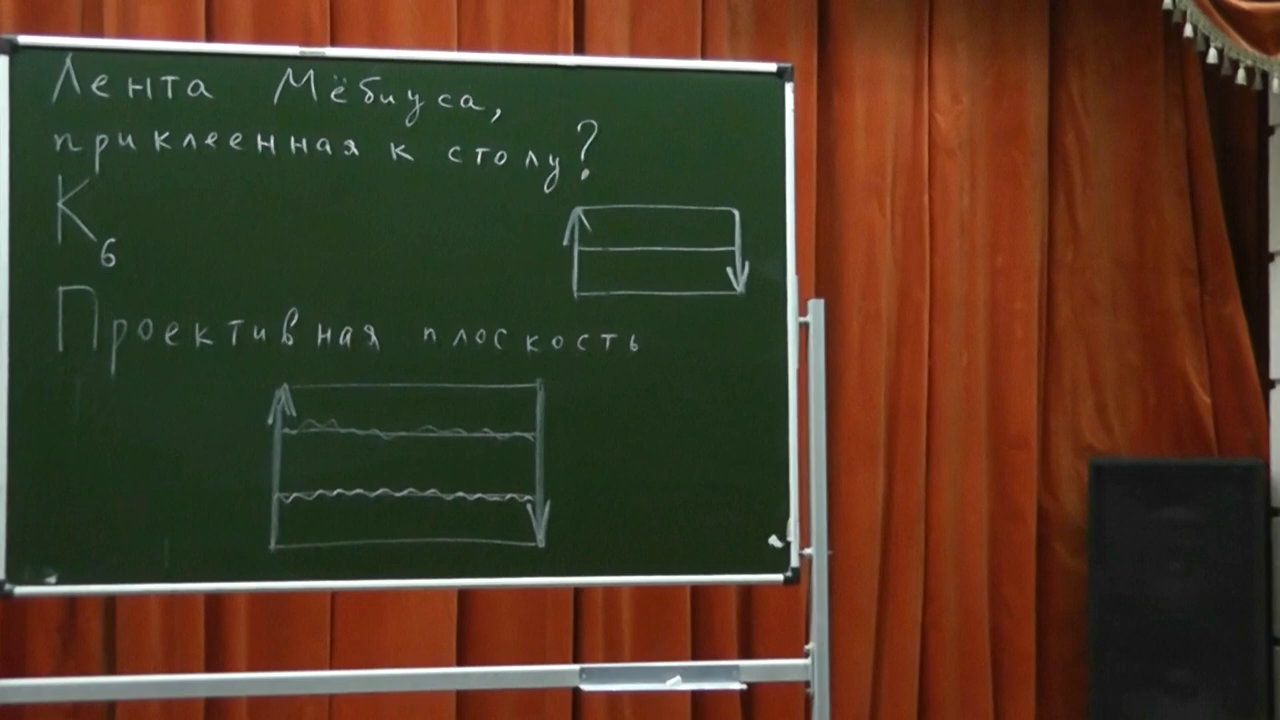 Лента Мёбиуса,
приклеенная к столу?
K6
Проективная плоскость